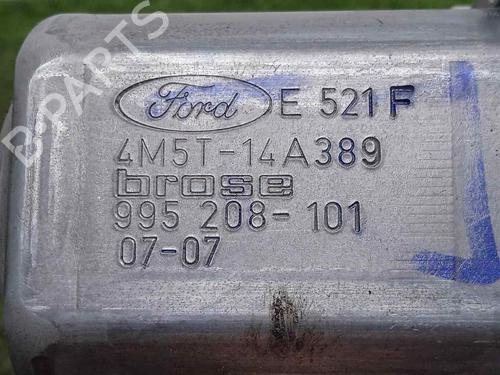 Ford E 521 F
4M5T-14A389
brose
995 208-101
07-07
B-PARTS